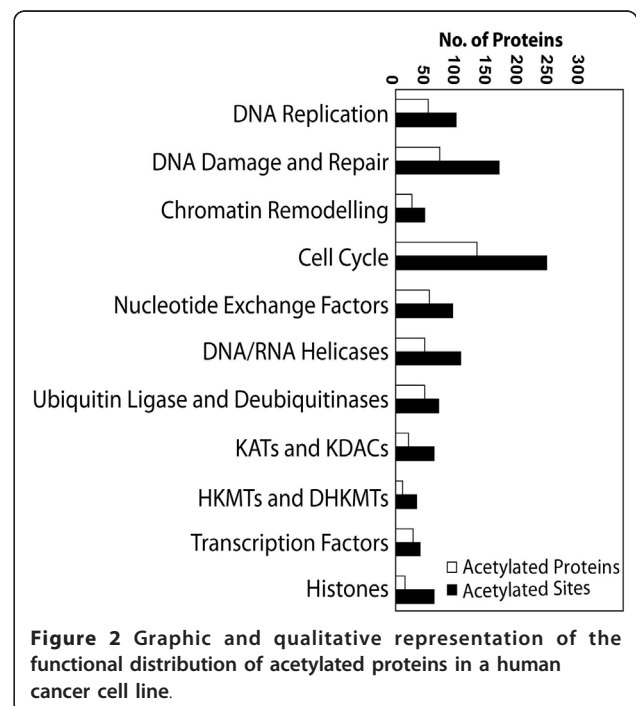 No. of Proteins
0 50 100 150 200 250 300
DNA Replication
DNA Damage and Repair
Chromatin Remodelling
Cell Cycle
Nucleotide Exchange Factors
DNA/RNA Helicases
Ubiquitin Ligase and Deubiquitinases
KATs and KDACs
HKMTs and DHKMTs
Transcription Factors
Histones
Acetylated Proteins
Acetylated Sites
Figure 2 Graphic and qualitative representation of the
functional distribution of acetylated proteins in a human
cancer cell line.